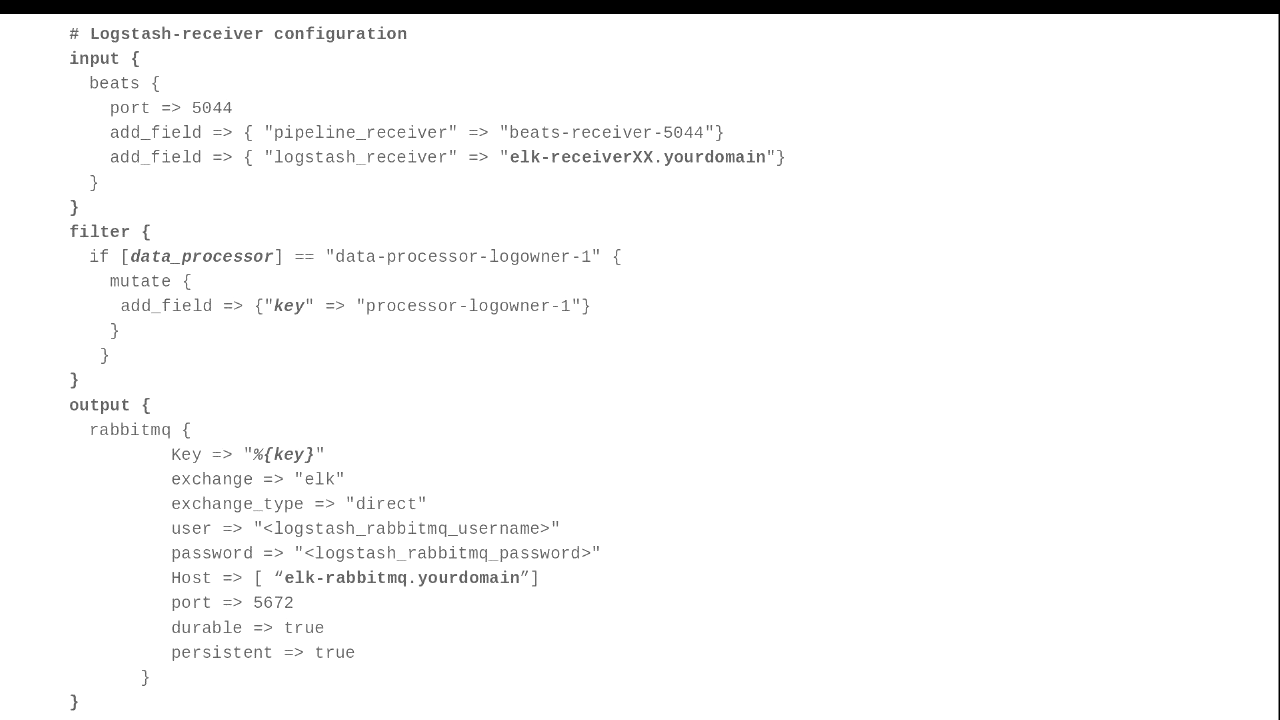 # Logstash-receiver configuration
input {
beats {
port => 5044
add_field => { "pipeline_receiver" => "beats-receiver-5044"}
add_field => { "logstash_receiver" => "elk-receiverXX.yourdomain"}
}
}
filter {
if [data_processor] == "data-processor-logowner-1" {
mutate {
add_field => {"key" => "processor-logowner-1"}
}
}
}
output {
rabbitmq {
Key => "%{key}"
exchange => "elk"
exchange_type => "direct"
user => "<logstash_rabbitmq_username>"
password => "<logstash_rabbitmq_password>"
Host => [ “elk-rabbitmq.yourdomain”]
port => 5672
durable => true
persistent => true
}
}